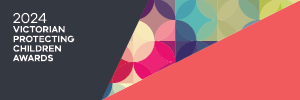 2024
VICTORIAN
PROTECTING
CHILDREN
AWARDS